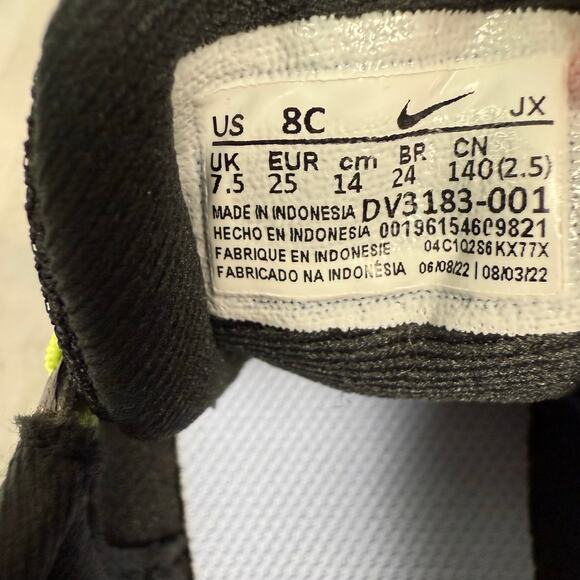 US 8C JX
UK EUR cm BR CN
7.5 25 14 24 140(2.5)
MADE IN INDONESIA DV3183-001
HECHO EN INDONESIA 00196154609821
FABRIQUE EN INDONESIE 04C1Q2S6KX77X
FABRICADO NA INDONÉSIA 06/08/22 | 08/03/22